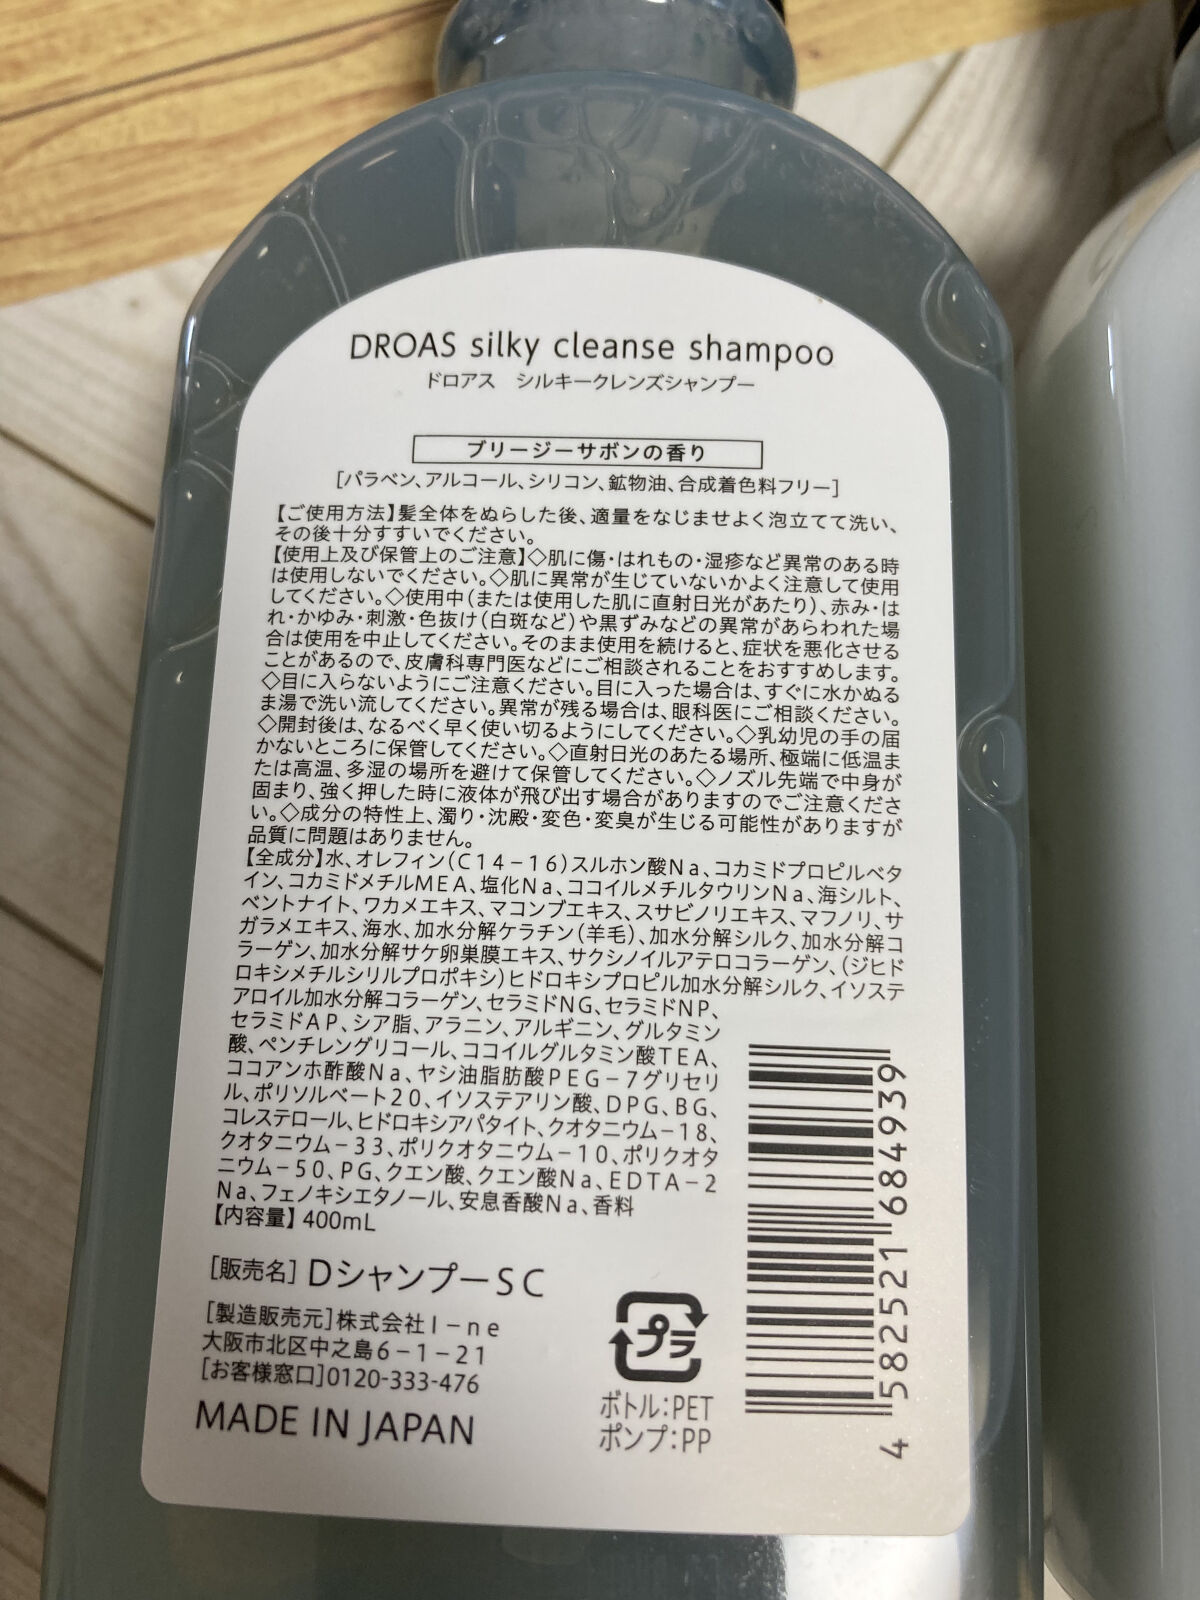 DROAS silky cleanse shampoo
ドロアス　シルキークレンズシャンプー
ブリージーサボンの香り
［パラベン、アルコール、シリコン、鉱物油、合成着色料フリー］
【ご使用方法】髪全体をぬらした後、適量をなじませよく泡立てて洗い、
その後十分すすいでください。
【使用上及び保管上のご注意】◇肌に傷・はれもの・湿疹など異常のある時
は使用しないでください。◇肌に異常が生じていないかよく注意して使用
してください。◇使用中（または使用した肌に直射日光があたり）、赤み・は
れ・かゆみ・刺激・色抜け（白斑など）や黒ずみなどの異常があらわれた場
合は使用を中止してください。そのまま使用を続けると、症状を悪化させる
ことがあるので、皮膚科専門医などにご相談されることをおすすめします。
◇目に入らないようにご注意ください。目に入った場合は、すぐに水かぬる
ま湯で洗い流してください。異常が残る場合は、眼科医にご相談ください。
◇開封後は、なるべく早く使い切るようにしてください。◇乳幼児の手の届
かないところに保管してください。◇直射日光のあたる場所、極端に低温ま
たは高温、多湿の場所を避けて保管してください。◇ノズル先端で中身が
固まり、強く押した時に液体が飛び出す場合がありますのでご注意くださ
い。◇成分の特性上、濁り・沈殿・変色・変臭が生じる可能性がありますが
品質に問題はありません。
【全成分】水、オレフィン（C14－16）スルホン酸Na、コカミドプロピルベタ
イン、コカミドメチルMEA、塩化Na、ココイルメチルタウリンNa、海シルト、
ベントナイト、ワカメエキス、マコンブエキス、スサビノリエキス、マフノリ、サ
ガラメエキス、海水、加水分解ケラチン（羊毛）、加水分解シルク、加水分解コ
ラーゲン、加水分解サケ卵巣膜エキス、サクシノイルアテロコラーゲン、（ジヒド
ロキシメチルシリルプロポキシ）ヒドロキシプロピル加水分解シルク、イソステ
アロイル加水分解コラーゲン、セラミドNG、セラミドNP、
セラミドAP、シア脂、アラニン、アルギニン、グルタミン
酸、ペンチレングリコール、ココイルグルタミン酸TEA、
ココアンホ酢酸Na、ヤシ油脂肪酸PEG－7グリセリ
ル、ポリソルベート20、イソステアリン酸、DPG、BG、
コレステロール、ヒドロキシアパタイト、クオタニウム－18、
クオタニウム－33、ポリクオタニウム－10、ポリクオタ
ニウム－50、PG、クエン酸、クエン酸Na、EDTA－2
Na、フェノキシエタノール、安息香酸Na、香料
【内容量】400mL
［販売名］DシャンプーSC
［製造販売元］株式会社I－ne
大阪市北区中之島6－1－21
［お客様窓口］0120-333-476
MADE IN JAPAN
プラ
ボトル：PET
ポンプ：PP
4 582521 684939